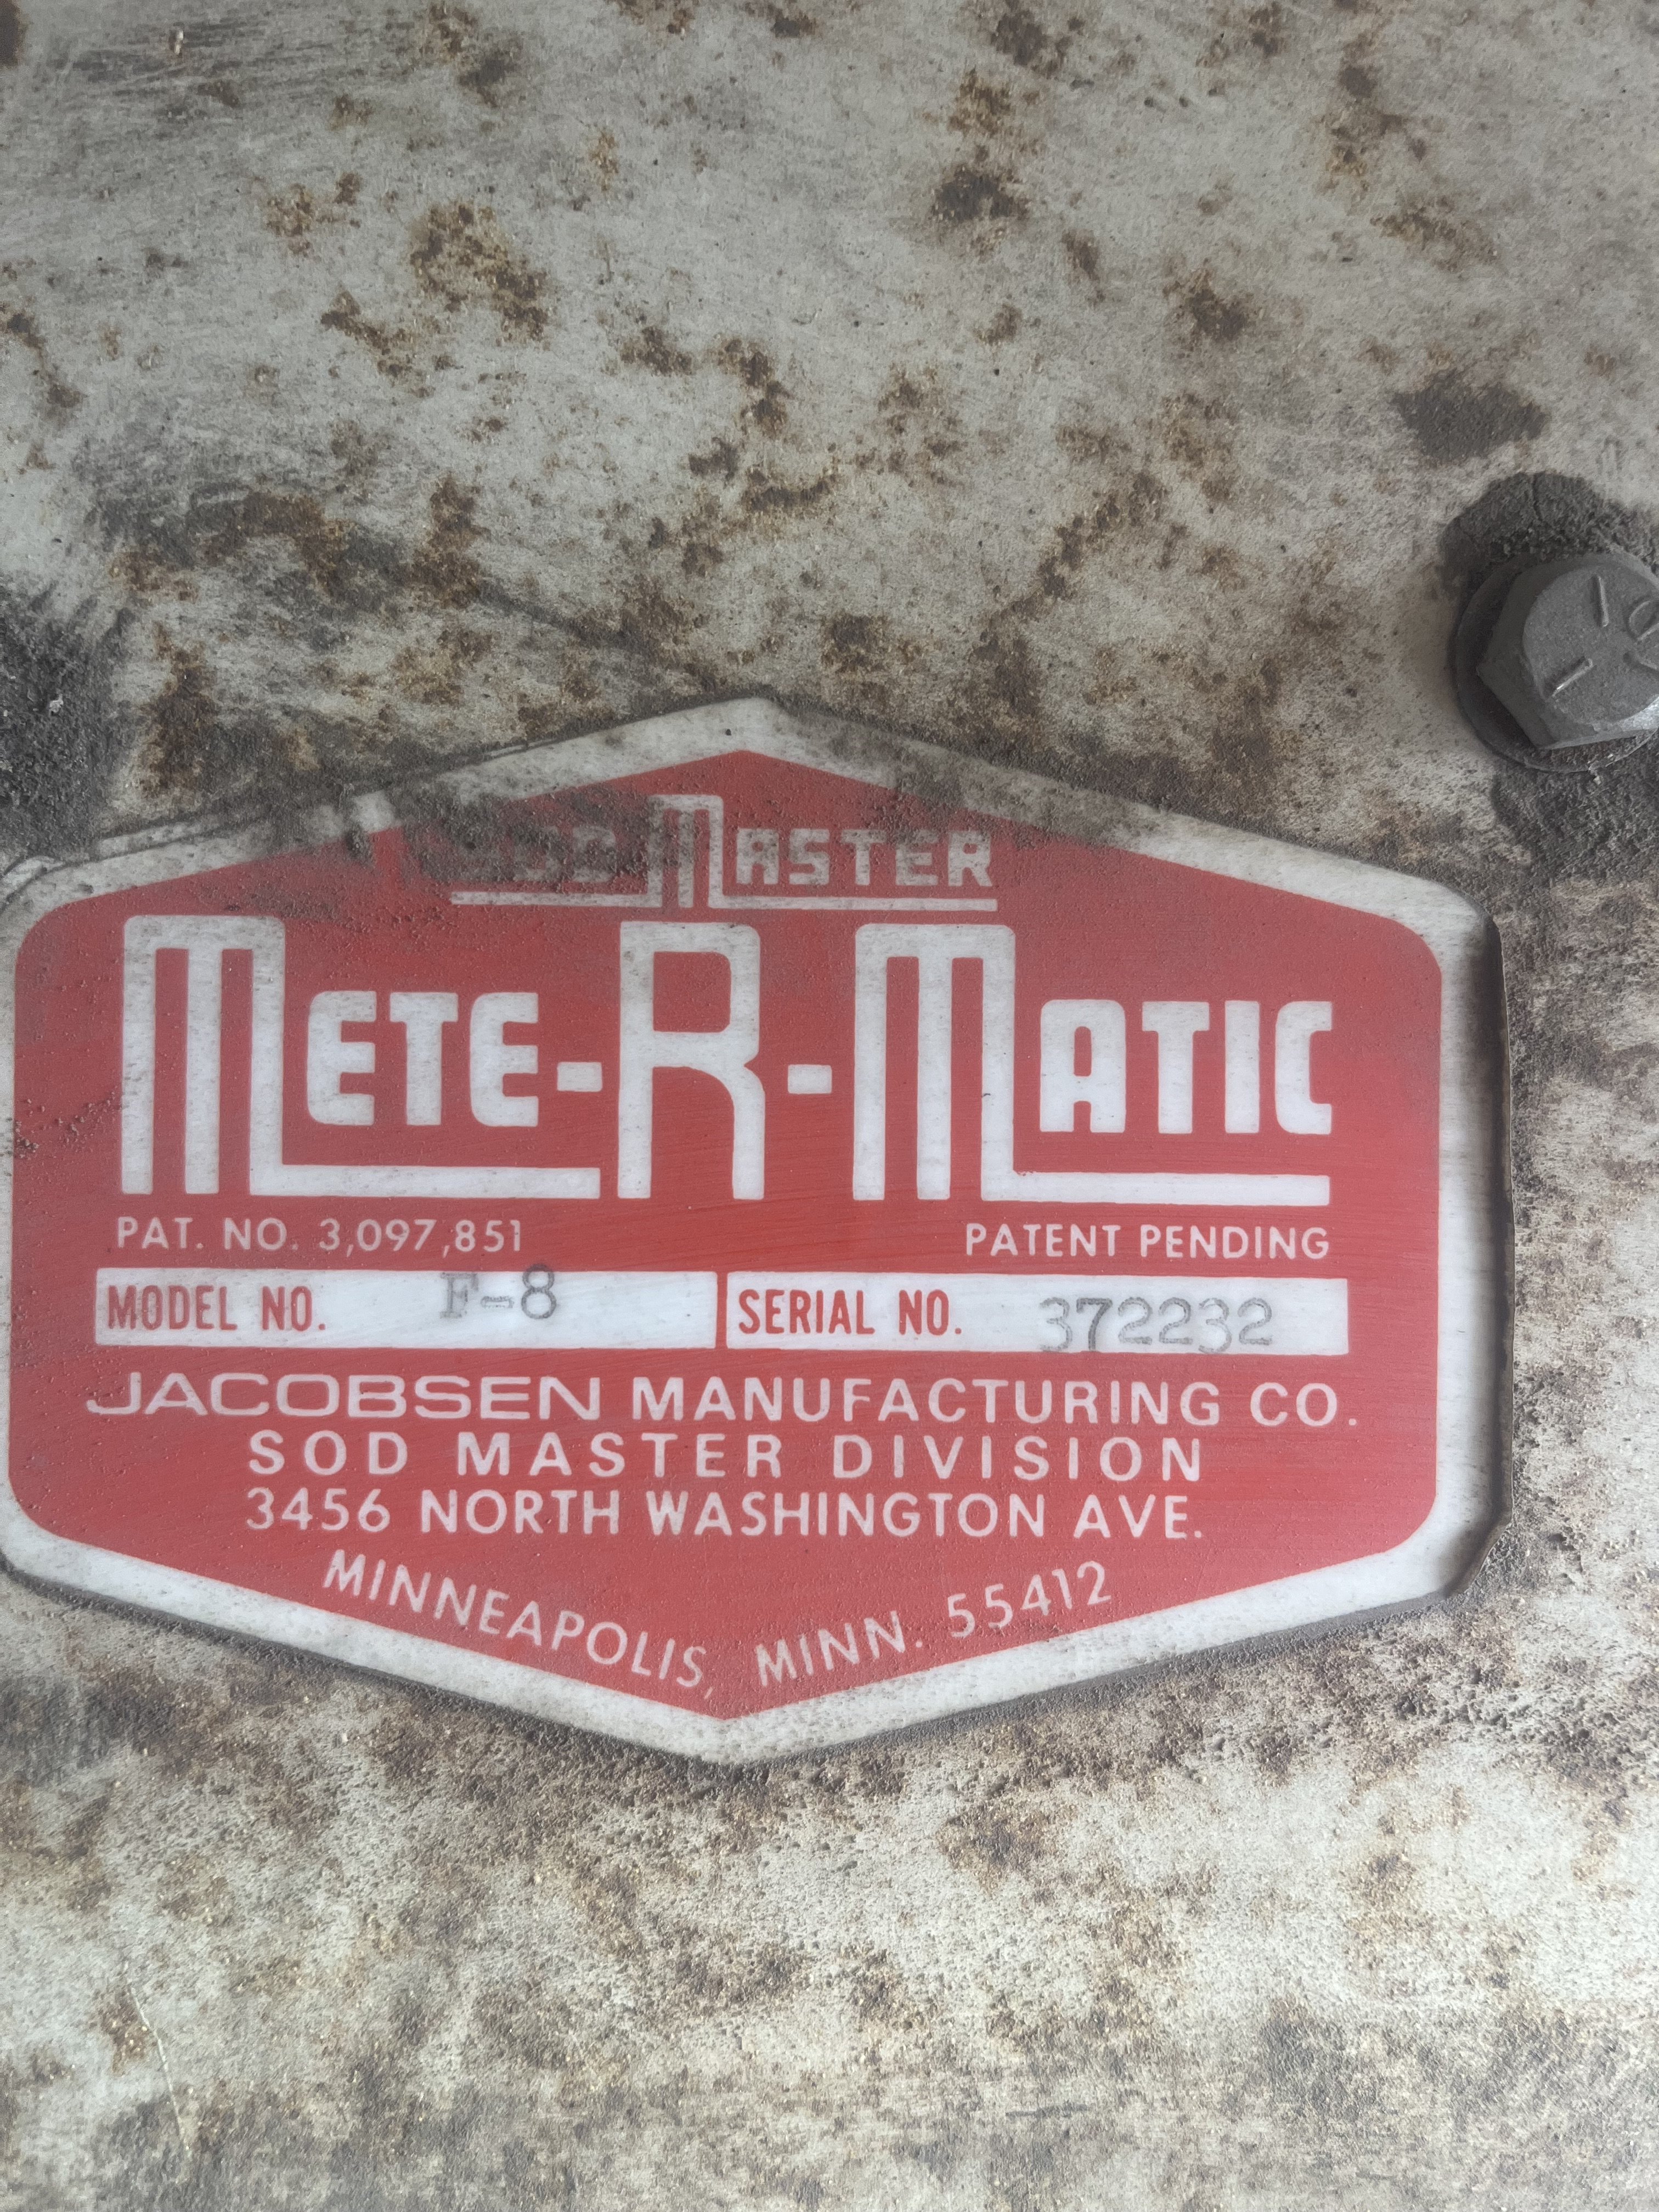 SOD MASTER
METE-R-MATIC
PAT. NO. 3,097,851 PATENT PENDING
MODEL NO. F-8 SERIAL NO. 372232
JACOBSEN MANUFACTURING CO.
SOD MASTER DIVISION
3456 NORTH WASHINGTON AVE.
MINNEAPOLIS, MINN. 55412